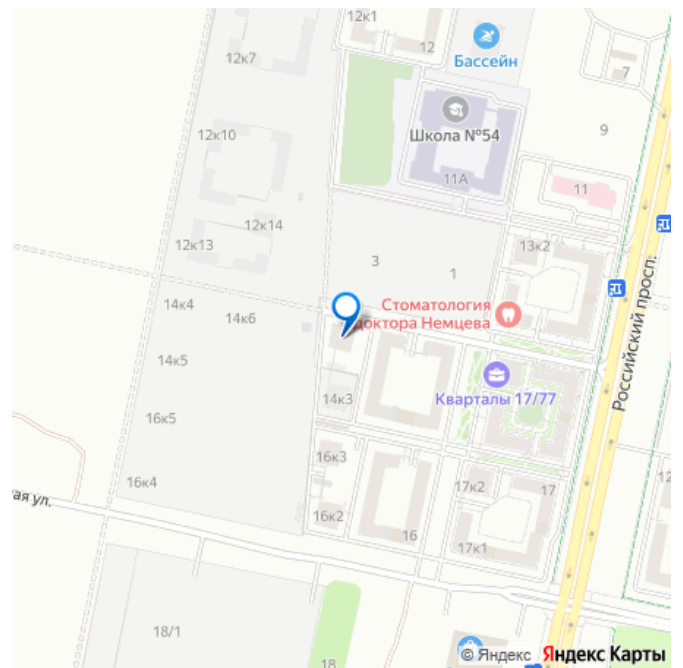 12к1
12
Бассейн
12к7
7
Школа №54
12к10
9
11А
11
12к14
12к13
13к2
3
1
14к4
14к6
Стоматология
доктора Немцева
Российский просп.
14к5
Кварталы 17/77
14к3
16к5
16к3
16к4
17к2
17
12
ая ул.
16к2
16
17к1
18/1
18
© Яндекс Яндекс Карты